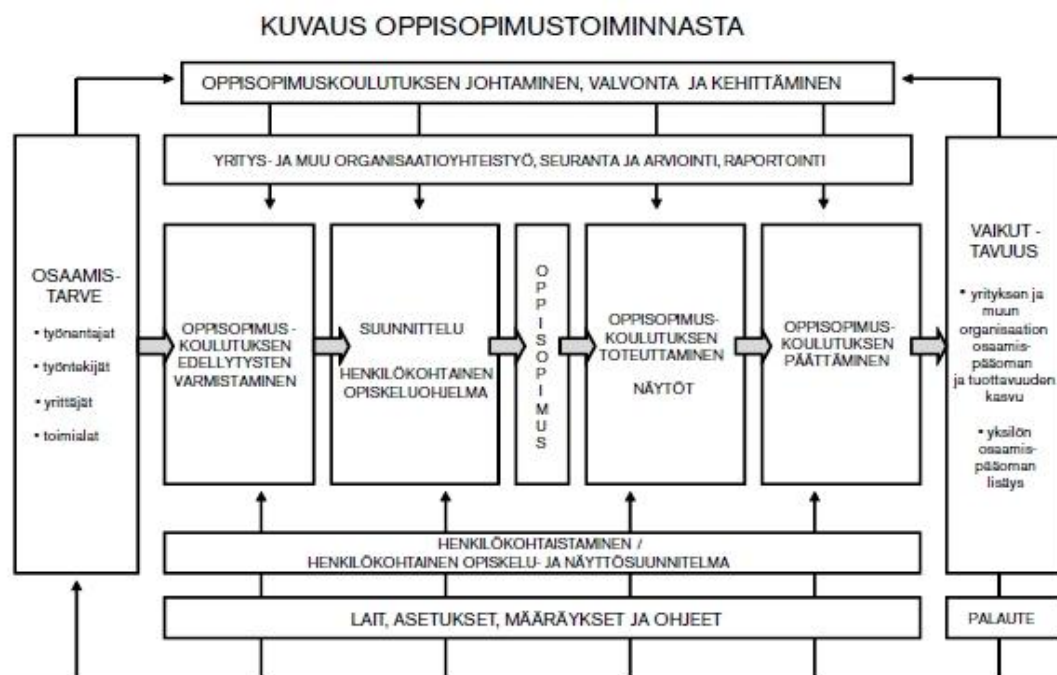 KUVAUS OPPISOPIMUSTOIMINNASTA
OPPISOPIMUSKOULUTUKSEN JOHTAMINEN, VALVONTA JA KEHITTÄMINEN
YRITYS- JA MUU ORGANISAATIOYHTEISTYÖ, SEURANTA JA ARVIOINTI, RAPORTOINTI
OSAAMIS-
TARVE
• työnantajat
• työntekijät
• yrittäjät
• toimialat
OPPISOPIMUS -
KOULUTUKSEN
EDELLYTYSTEN
VARMISTAMINEN
SUUNNITTELU
HENKILÖKOHTAINEN
OPISKELUOHJELMA
O
P
P
I
S
O
P
I
M
U
S
OPPISOPIMUS-
KOULUTUKSEN
TOTEUTTAMINEN
NÄYTÖT
OPPISOPIMUS-
KOULUTUKSEN
PÄÄTTÄMINEN
VAIKUT -
TAVUUS
• yrityksen ja
muun
organisaation
osaamis-
pääoman
ja tuottavuuden
kasvu
• yksilön
osaamis-
pääoman
lisäys
HENKILÖKOHTAISTAMINEN /
HENKILÖKOHTAINEN OPISKELU- JA NÄYTTÖSUUNNITELMA
LAIT, ASETUKSET, MÄÄRÄYKSET JA OHJEET
PALAUTE